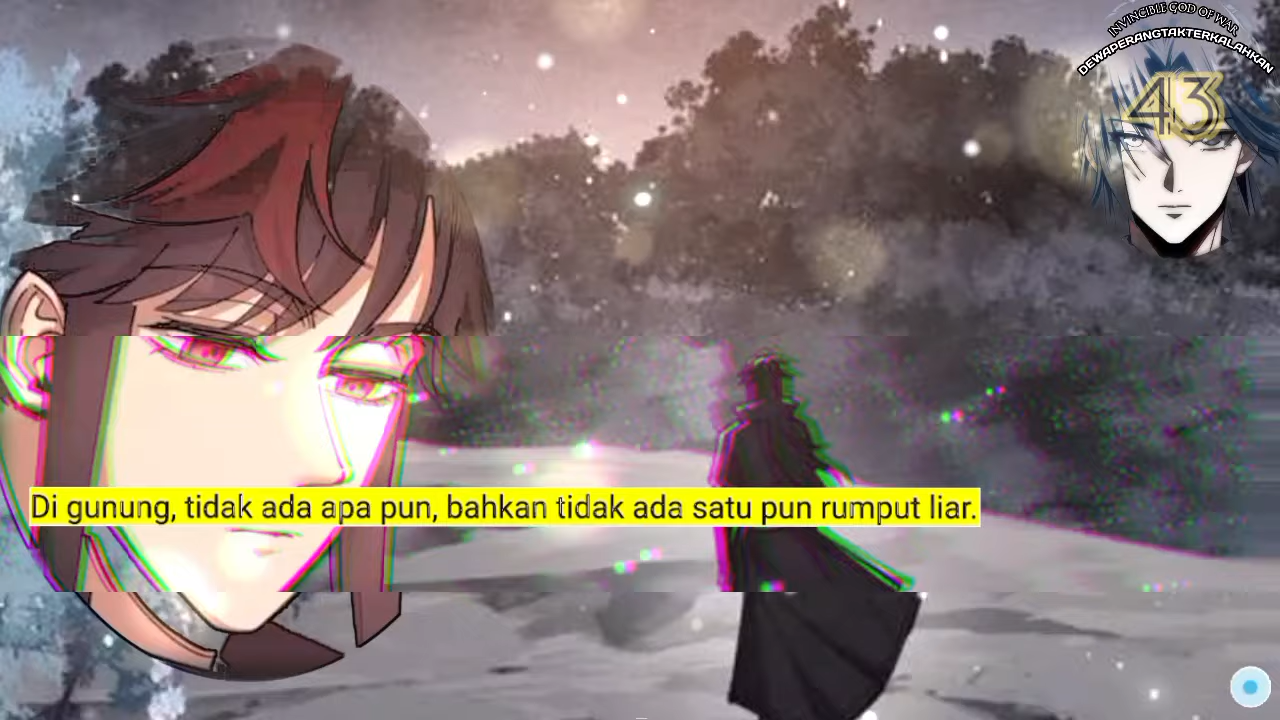 INVINCIBLE GOD OF WAR
DEWAPERANGTAKTERKALAHKAN
43
Di gunung, tidak ada apa pun, bahkan tidak ada satu pun rumput liar.